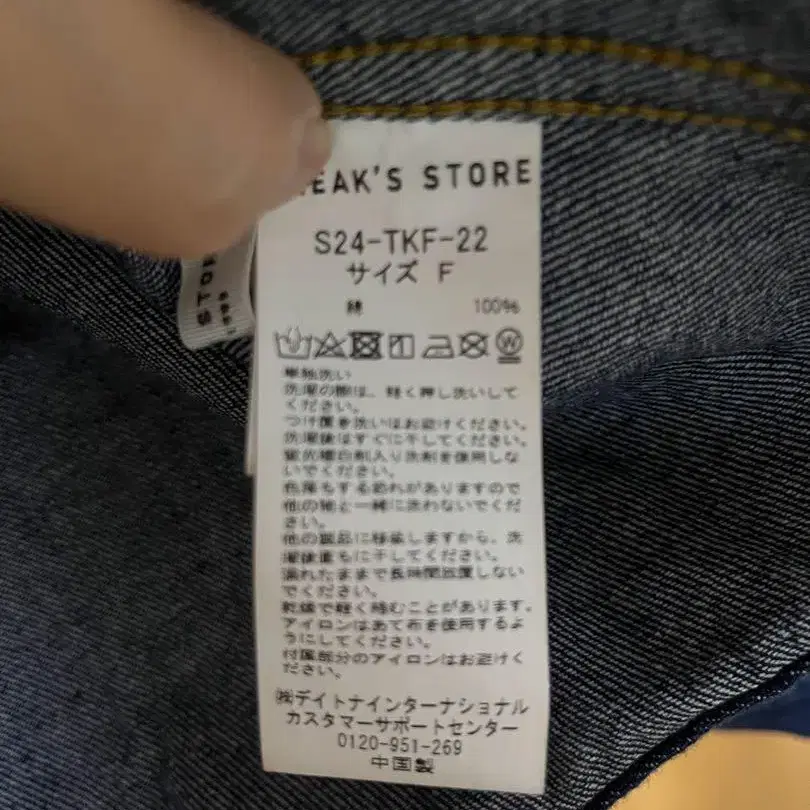 EAK'S STORE
S24-TKF-22
サイズ F
綿 100%
STOR
単独洗い
洗濯の際は、軽く押し洗いして
ください。
つけ置き洗いはお避けください。
洗濯後はすぐに干してください。
蛍光増白剤入り洗剤を使用しな
いでください。
色落ちする恐れがありますので
他の物と一緒に洗わないでくだ
さい。
他の製品に移染しますから、洗
濯後直ちに干してください。
濡れたままで長時間放置しない
でください。
乾燥で軽く縮むことがあります。
アイロンはあて布を使用するよ
うにしてください。
付属部分のアイロンはお避けく
ださい。
㈱デイトナインターナショナル
カスタマーサポートセンター
0120-951-269
中国製